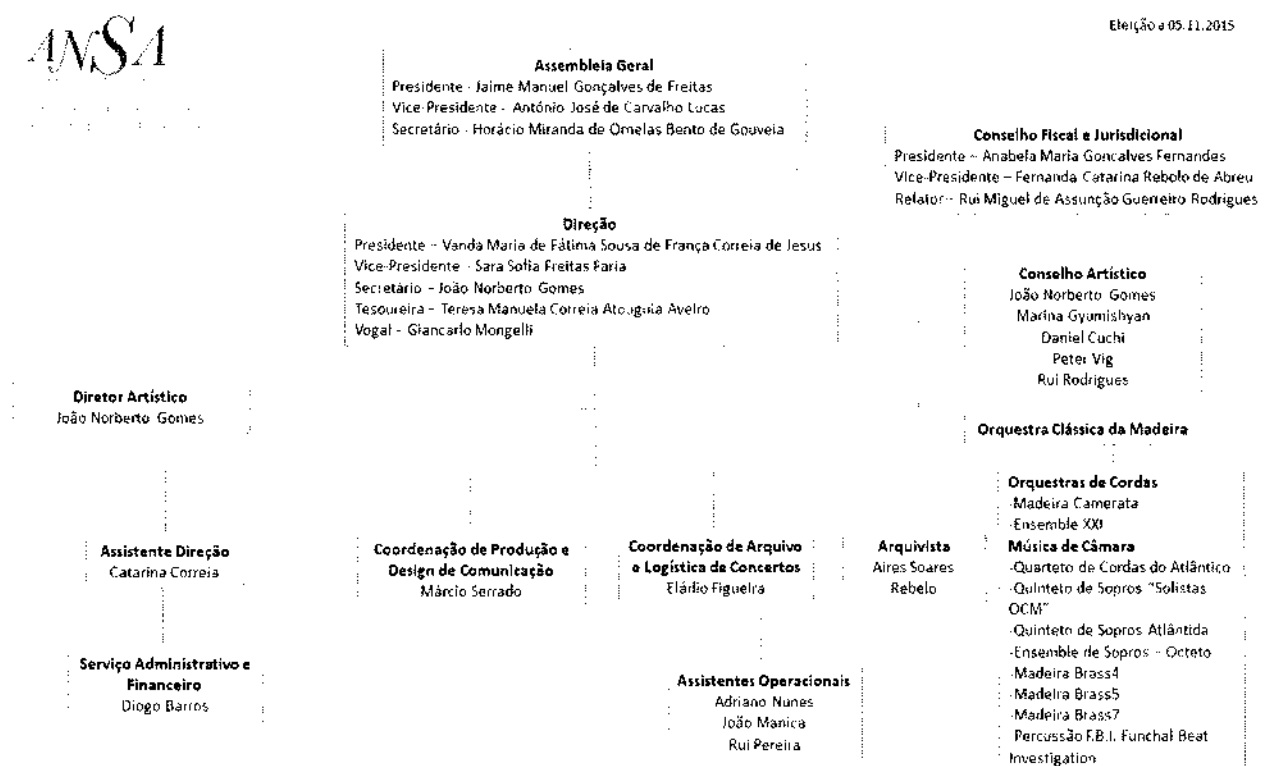 ANSA
Eleição a 05.11.2015
Assembleia Geral
Presidente - Jaime Manuel Gonçalves de Freitas
Vice-Presidente - António José de Carvalho Lucas
Secretário - Horácio Miranda de Ornelas Bento de Gouveia
Conselho Fiscal e Jurisdicional
Presidente – Anabela Maria Goncalves Fernandes
Vice-Presidente – Fernanda Catarina Rebolo de Abreu
Relator – Rui Miguel de Assunção Guerreiro Rodrigues
Direção
Presidente – Vanda Maria de Fátima Sousa de França Correia de Jesus
Vice-Presidente - Sara Sofia Freitas Faria
Secretário – João Norberto Gomes
Tesoureira – Teresa Manuela Correia Atouguia Aveiro
Vogal - Giancarlo Mongelli
Conselho Artístico
João Norberto Gomes
Marina Gyumishyan
Daniel Cuchi
Peter Vig
Rui Rodrigues
Diretor Artístico
João Norberto Gomes
Orquestra Clássica da Madeira
Orquestras de Cordas
-Madeira Camerata
-Ensemble XXI
Música de Câmara
-Quarteto de Cordas do Atlântico
-Quinteto de Sopros "Solistas
OCM"
-Quinteto de Sopros Atlântida
-Ensemble de Sopros – Octeto
-Madeira Brass4
-Madeira Brass5
-Madeira Brass7
Percussão F.B.I. Funchal Beat
Investigation
Assistente Direção
Catarina Correia
Coordenação de Produção e
Design de Comunicação
Márcio Serrado
Coordenação de Arquivo
e Logística de Concertos
Eládio Figueira
Arquivista
Aires Soares
Rebelo
Serviço Administrativo e
Financeiro
Diogo Barros
Assistentes Operacionais
Adriano Nunes
João Manica
Rui Pereira